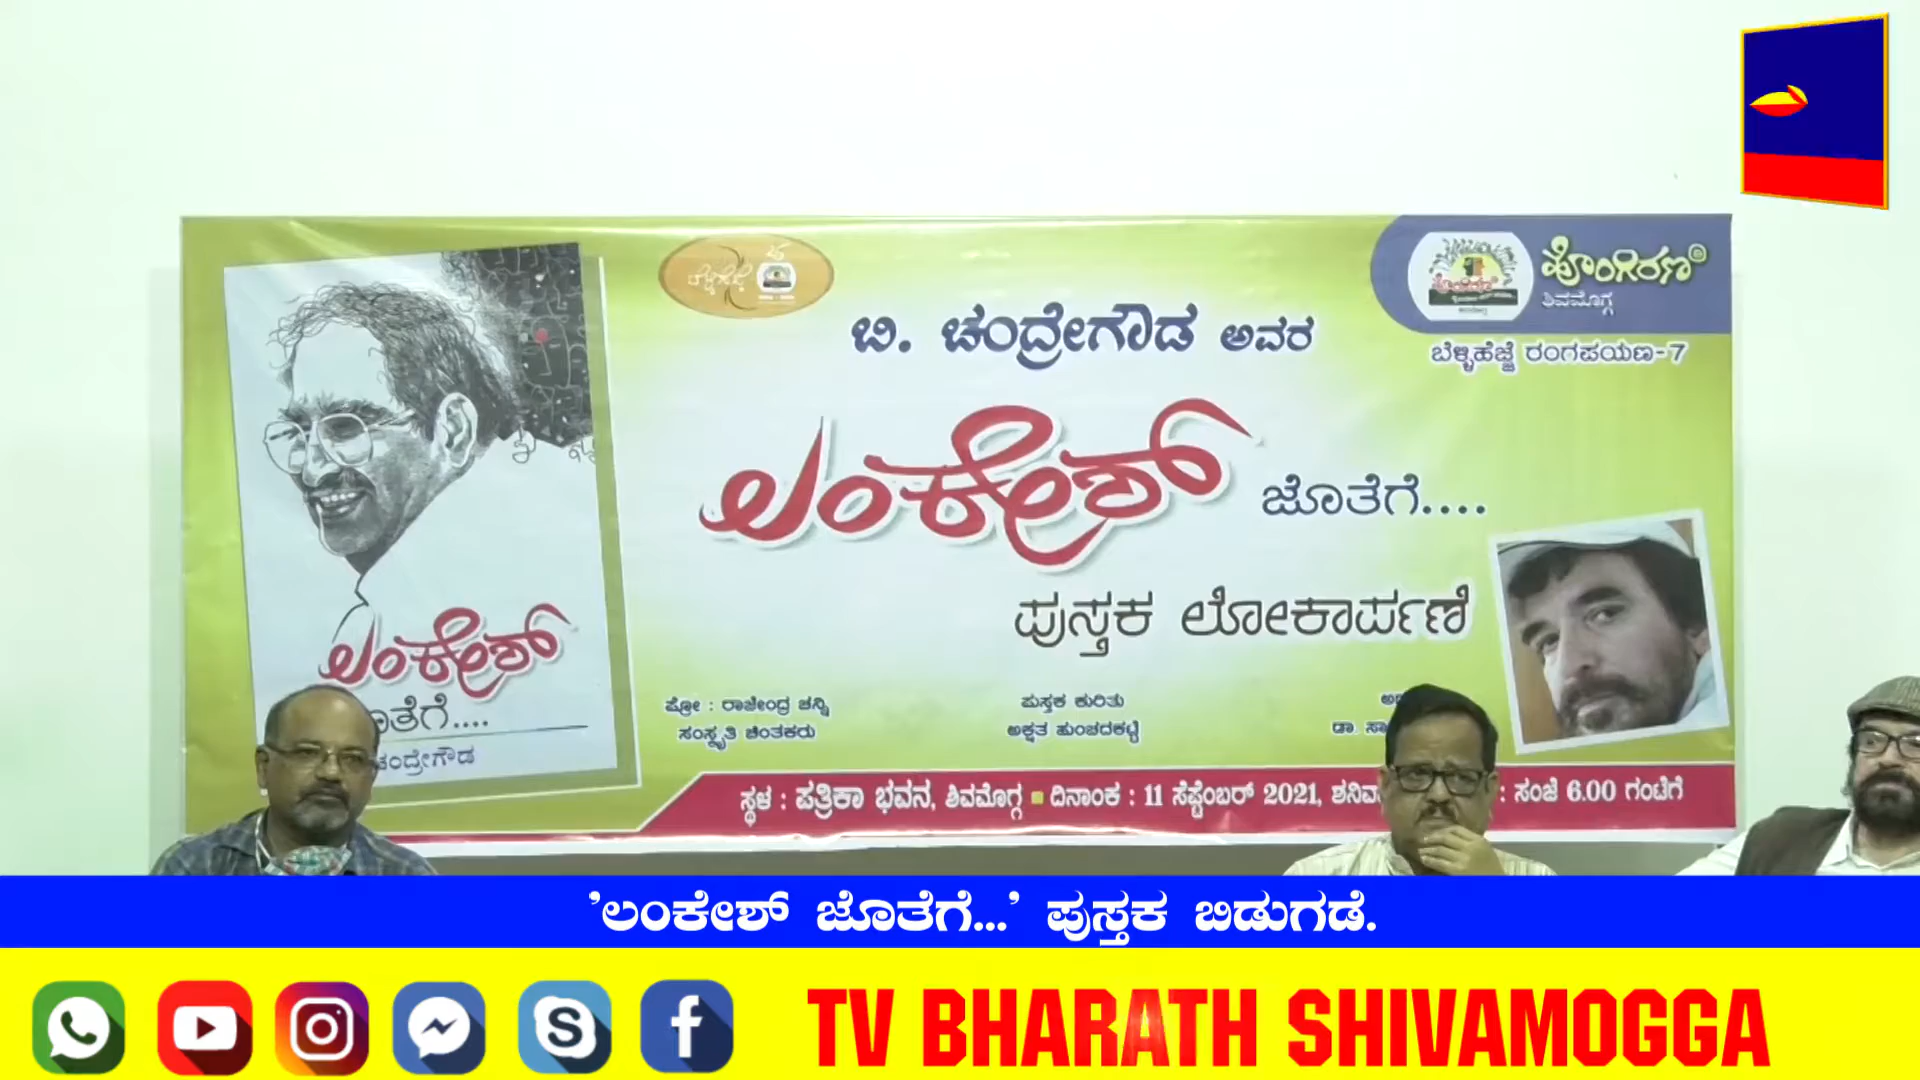 ಹೊಂಗಿರಣ
ಶಿವಮೊಗ್ಗ
ಬೆಳ್ಳಿಹೆಜ್ಜೆ ರಂಗಪಯಣ-7
ಬಿ. ಚಂದ್ರೇಗೌಡ ಅವರ
ಲಂಕೇಶ್ ಜೊತೆಗೆ....
ಪುಸ್ತಕ ಲೋಕಾರ್ಪಣೆ
ಲಂಕೇಶ್
ಚಂದ್ರೇಗೌಡ
ಪ್ರೋ : ರಾಜೇಂದ್ರ ಚೆನ್ನಿ
ಸಂಸ್ಕೃತಿ ಚಿಂತಕರು
ಪುಸ್ತಕ ಕುರಿತು
ಅಕ್ಷತ ಹುಂಚದಕಟ್ಟೆ
ಡಾ.
ಸ್ಥಳ : ಪತ್ರಿಕಾ ಭವನ, ಶಿವಮೊಗ್ಗ ದಿನಾಂಕ : 11 ಸೆಪ್ಟೆಂಬರ್ 2021, : ಸಂಜೆ 6.00 ಗಂಟೆಗೆ
'ಲಂಕೇಶ್ ಜೊತೆಗೆ...' ಪುಸ್ತಕ ಬಿಡುಗಡೆ.
TV BHARATH SHIVAMOGGA